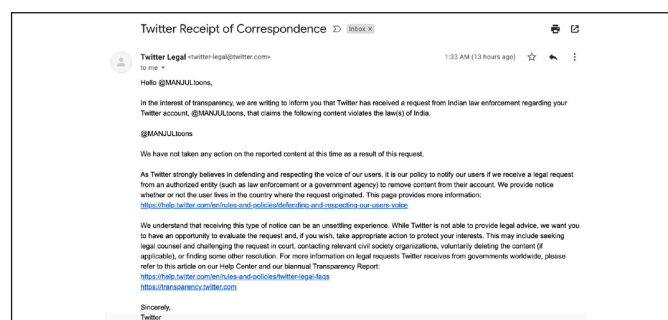 Twitter Receipt of Correspondence Inbox ×
Twitter Legal <twitter-legal@twitter.com> 1:33 AM (13 hours ago)
to me
Hello @MANJULtoons,
In the interest of transparency, we are writing to inform you that Twitter has received a request from Indian law enforcement regarding your
Twitter account, @MANJULtoons, that claims the following content violates the law(s) of India.
@MANJULtoons
We have not taken any action on the reported content at this time as a result of this request.
As Twitter strongly believes in defending and respecting the voice of our users, it is our policy to notify our users if we receive a legal request
from an authorized entity (such as law enforcement or a government agency) to remove content from their account. We provide notice
whether or not the user lives in the country where the request originated. This page provides more information:
https://help.twitter.com/en/rules-and-policies/defending-and-respecting-our-users-voice
We understand that receiving this type of notice can be an unsettling experience. While Twitter is not able to provide legal advice, we want you
to have an opportunity to evaluate the request and, if you wish, take appropriate action to protect your interests. This may include seeking
legal counsel and challenging the request in court, contacting relevant civil society organizations, voluntarily deleting the content (if
applicable), or finding some other resolution. For more information on legal requests Twitter receives from governments worldwide, please
refer to this article on our Help Center and our biannual Transparency Report:
https://help.twitter.com/en/rules-and-policies/twitter-legal-faqs
https://transparency.twitter.com
Sincerely,
Twitter